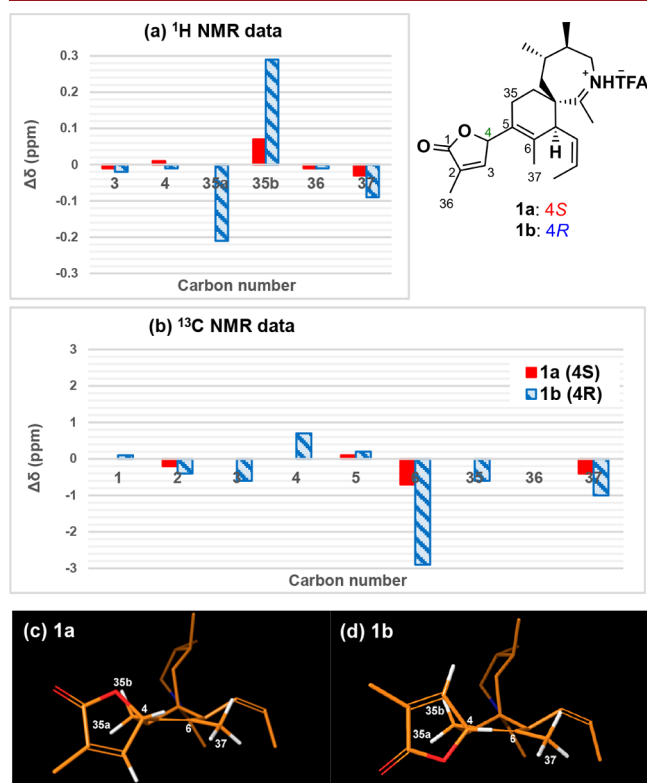 (a) ¹H NMR data
0.3
0.2
0.1
0
-0.1
-0.2
-0.3
Δδ (ppm)
3 4 35a 35b 36 37
Carbon number
O
O
1
2
3
4
5
6
35
36
37
H
+
NHTFA
−
1a: 4S
1b: 4R
(b) ¹³C NMR data
3
2
1
0
-1
-2
-3
Δδ (ppm)
1 2 3 4 5 6 35 36 37
Carbon number
1a (4S)
1b (4R)
(c) 1a
35b
4
35a
6
37
(d) 1b
35b
4
35a
6
37